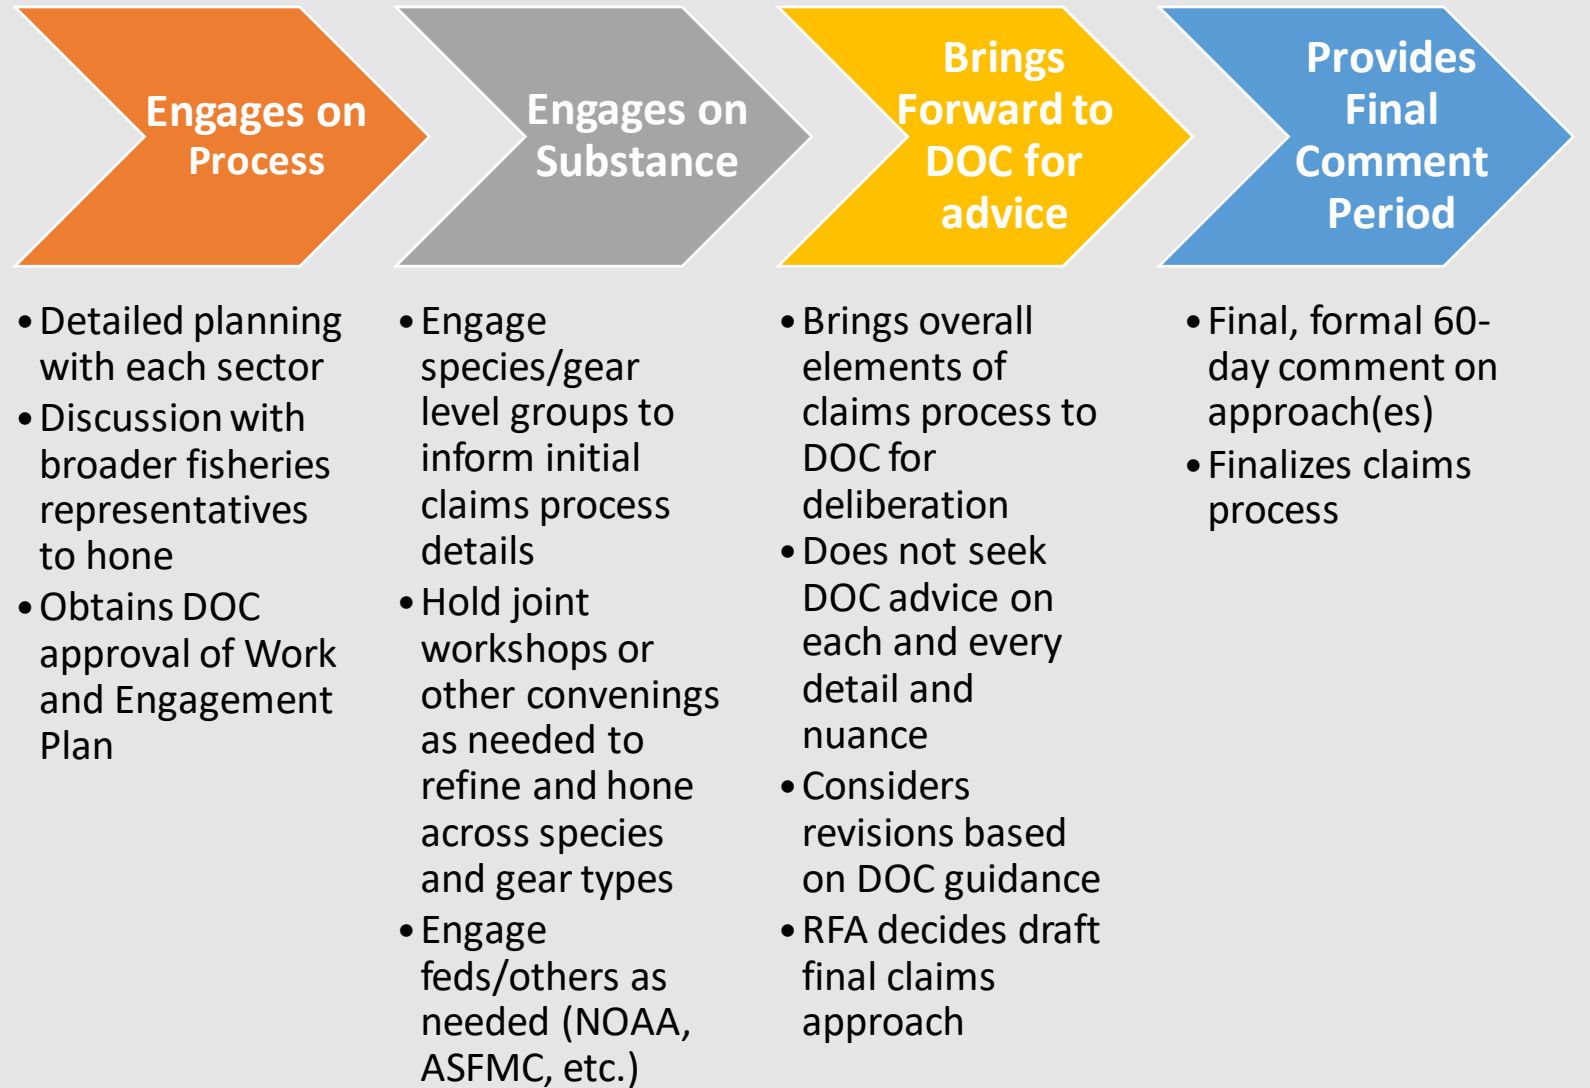 Engages on
Process
Engages on
Substance
Brings
Forward to
DOC for
advice
Provides
Final
Comment
Period
•Detailed planning
with each sector
•Discussion with
broader fisheries
representatives
to hone
•Obtains DOC
approval of Work
and Engagement
Plan
•Engage
species/gear
level groups to
inform initial
claims process
details
•Hold joint
workshops or
other convenings
as needed to
refine and hone
across species
and gear types
•Engage
feds/others as
needed (NOAA,
ASFMC, etc.)
•Brings overall
elements of
claims process to
DOC for
deliberation
•Does not seek
DOC advice on
each and every
detail and
nuance
•Considers
revisions based
on DOC guidance
•RFA decides draft
final claims
approach
•Final, formal 60-
day comment on
approach(es)
•Finalizes claims
process